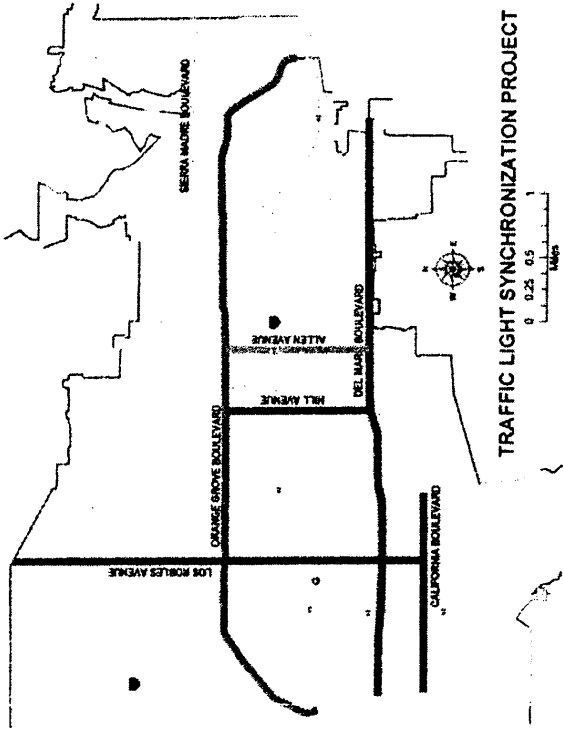 SIERRA MADRE BOULEVARD
ORANGE GROVE BOULEVARD
ALLEN AVENUE
HILL AVENUE
DEL MAR BOULEVARD
LOS ROBLES AVENUE
CALIFORNIA BOULEVARD
N
W E
S
0 0.25 0.5 1
Miles
TRAFFIC LIGHT SYNCHRONIZATION PROJECT